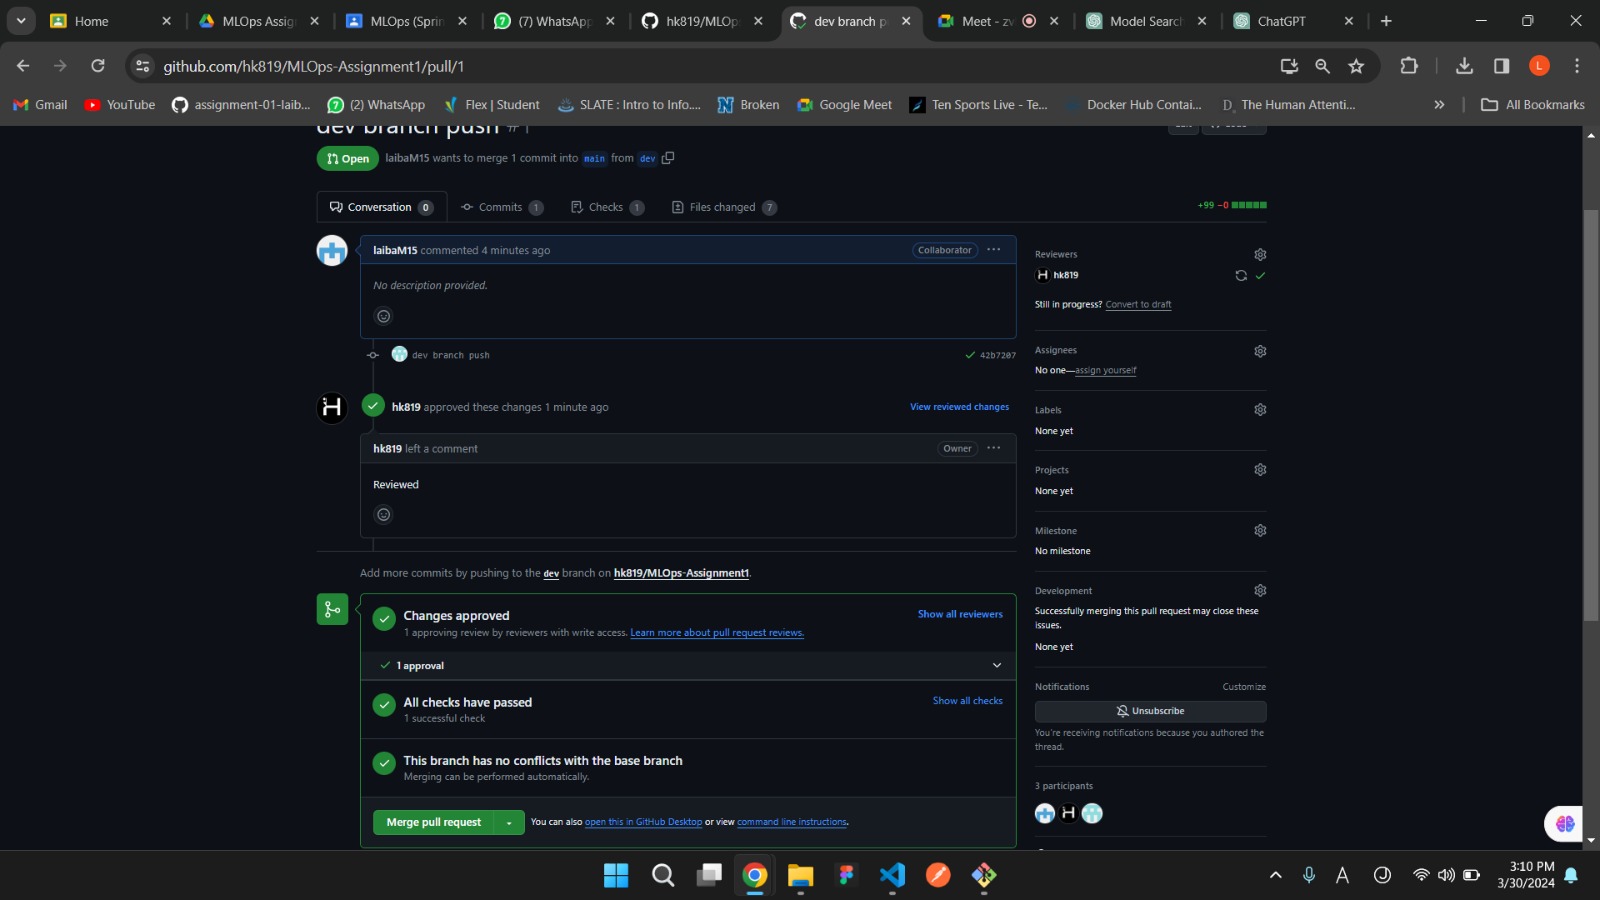 Home
MLOps Assig
MLOps (Sprin
(7) WhatsApp
hk819/MLOp
dev branch p
Meet - zv
Model Search
ChatGPT
github.com/hk819/MLOps-Assignment1/pull/1
L
Gmail
YouTube
assignment-01-laib...
(2) WhatsApp
Flex | Student
SLATE : Intro to Info....
Broken
Google Meet
Ten Sports Live - Te...
Docker Hub Contai...
The Human Attenti...
»
All Bookmarks
dev branch push #1
Open
laibaM15 wants to merge 1 commit into main from dev
Conversation 0
Commits 1
Checks 1
Files changed 7
+99 −0
laibaM15 commented 4 minutes ago
Collaborator
No description provided.
dev branch push
42b7207
hk819 approved these changes 1 minute ago
View reviewed changes
hk819 left a comment
Owner
Reviewed
Add more commits by pushing to the dev branch on hk819/MLOps-Assignment1.
Changes approved
Show all reviewers
1 approving review by reviewers with write access. Learn more about pull request reviews.
1 approval
All checks have passed
Show all checks
1 successful check
This branch has no conflicts with the base branch
Merging can be performed automatically.
Merge pull request
You can also open this in GitHub Desktop or view command line instructions.
Reviewers
hk819
Still in progress? Convert to draft
Assignees
No one—assign yourself
Labels
None yet
Projects
None yet
Milestone
No milestone
Development
Successfully merging this pull request may close these
issues.
None yet
Notifications
Customize
Unsubscribe
You're receiving notifications because you authored the
thread.
3 participants
3:10 PM
3/30/2024